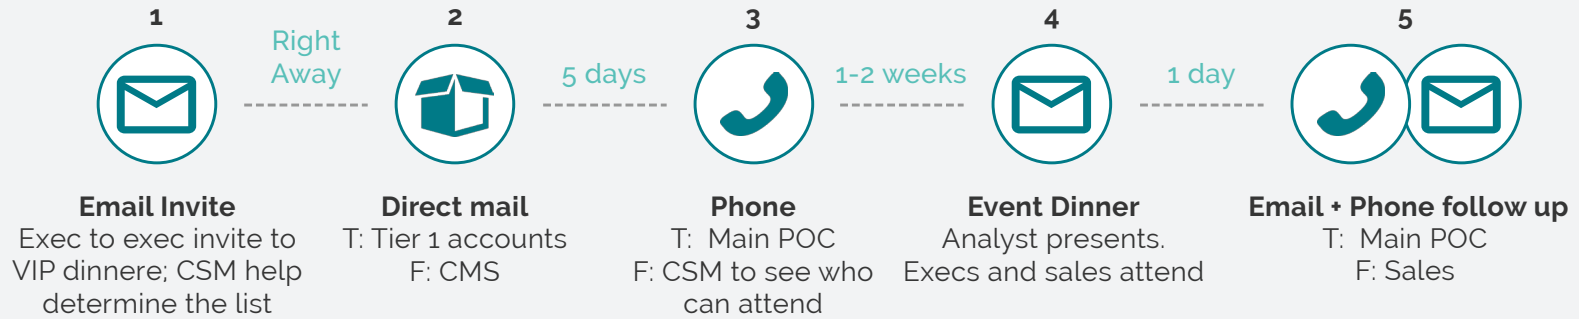 1
Right
Away
2
5 days
3
1-2 weeks
4
1 day
5
Email Invite
Exec to exec invite to
VIP dinnere; CSM help
determine the list
Direct mail
T: Tier 1 accounts
F: CMS
Phone
T: Main POC
F: CSM to see who
can attend
Event Dinner
Analyst presents.
Execs and sales attend
Email + Phone follow up
T: Main POC
F: Sales